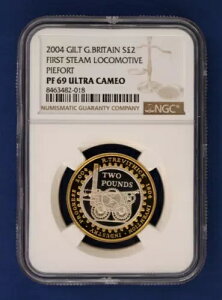 2004 GILT G.BRITAIN S£2
FIRST STEAM LOCOMOTIVE
PIEFORT
PF 69 ULTRA CAMEO
8463482-018
NUMISMATIC GUARANTY COMPANY
NGC
R.TREVITHICK 1804
TWO
POUNDS